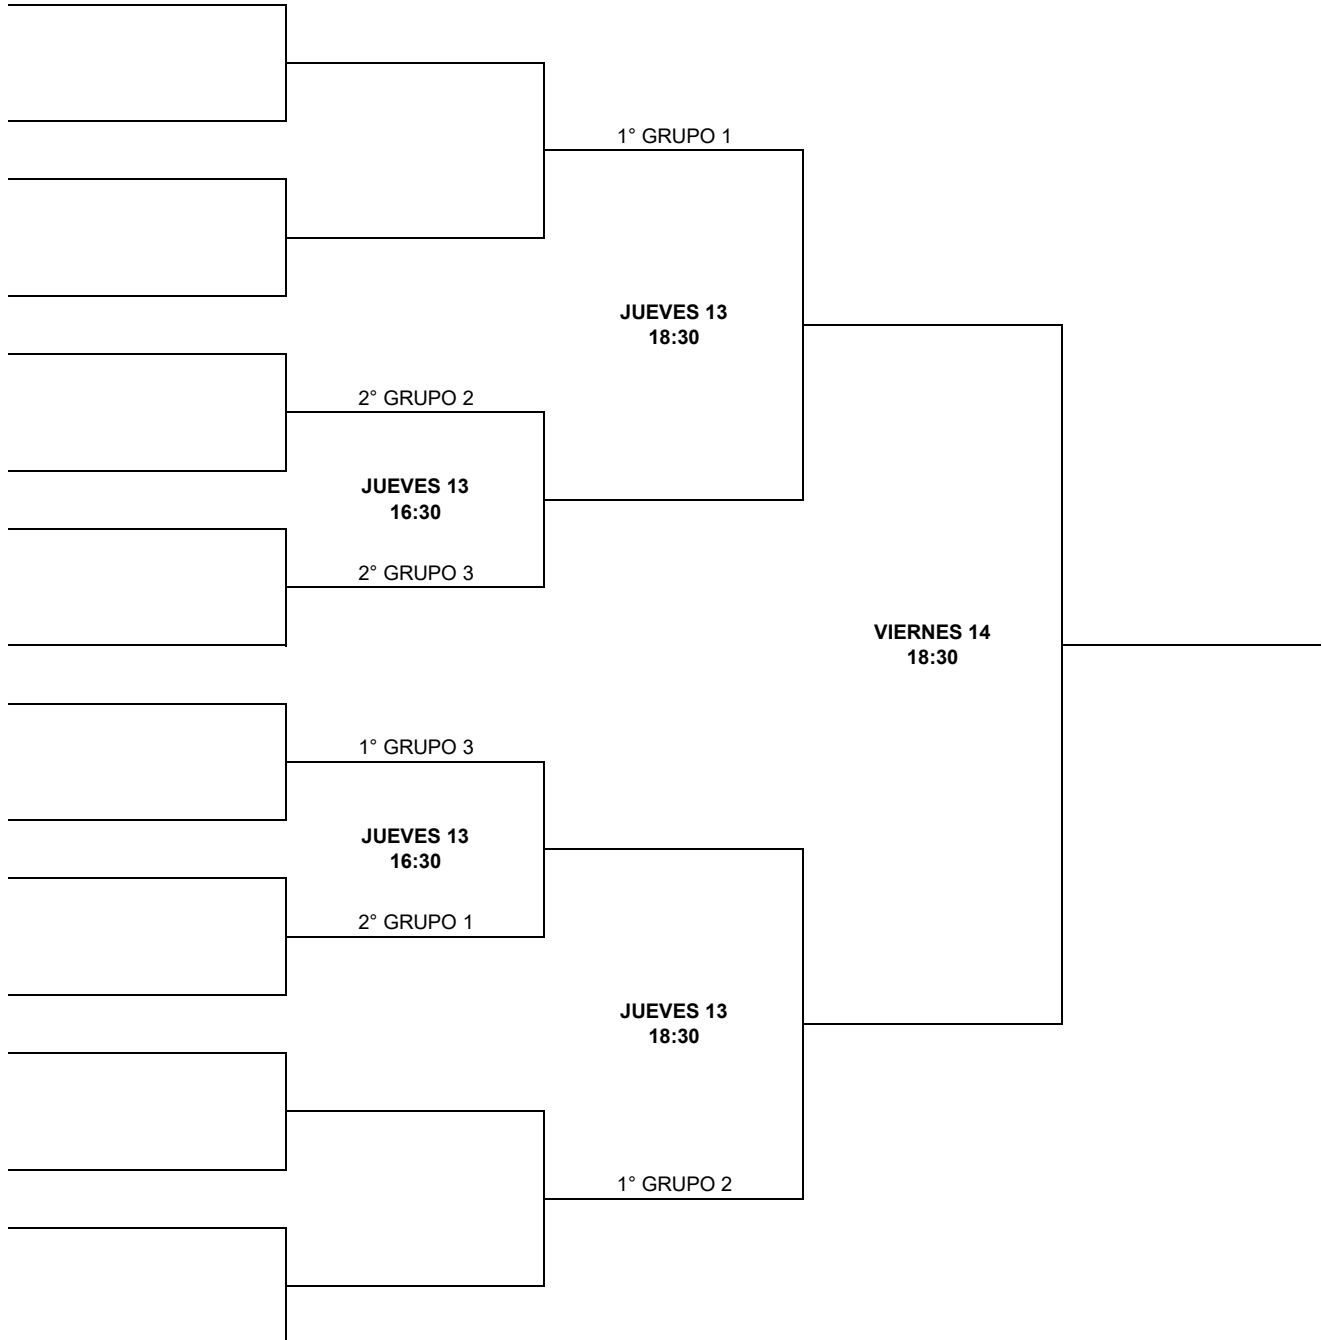 1° GRUPO 1
JUEVES 13
18:30
2° GRUPO 2
JUEVES 13
16:30
2° GRUPO 3
VIERNES 14
18:30
1° GRUPO 3
JUEVES 13
16:30
2° GRUPO 1
JUEVES 13
18:30
1° GRUPO 2